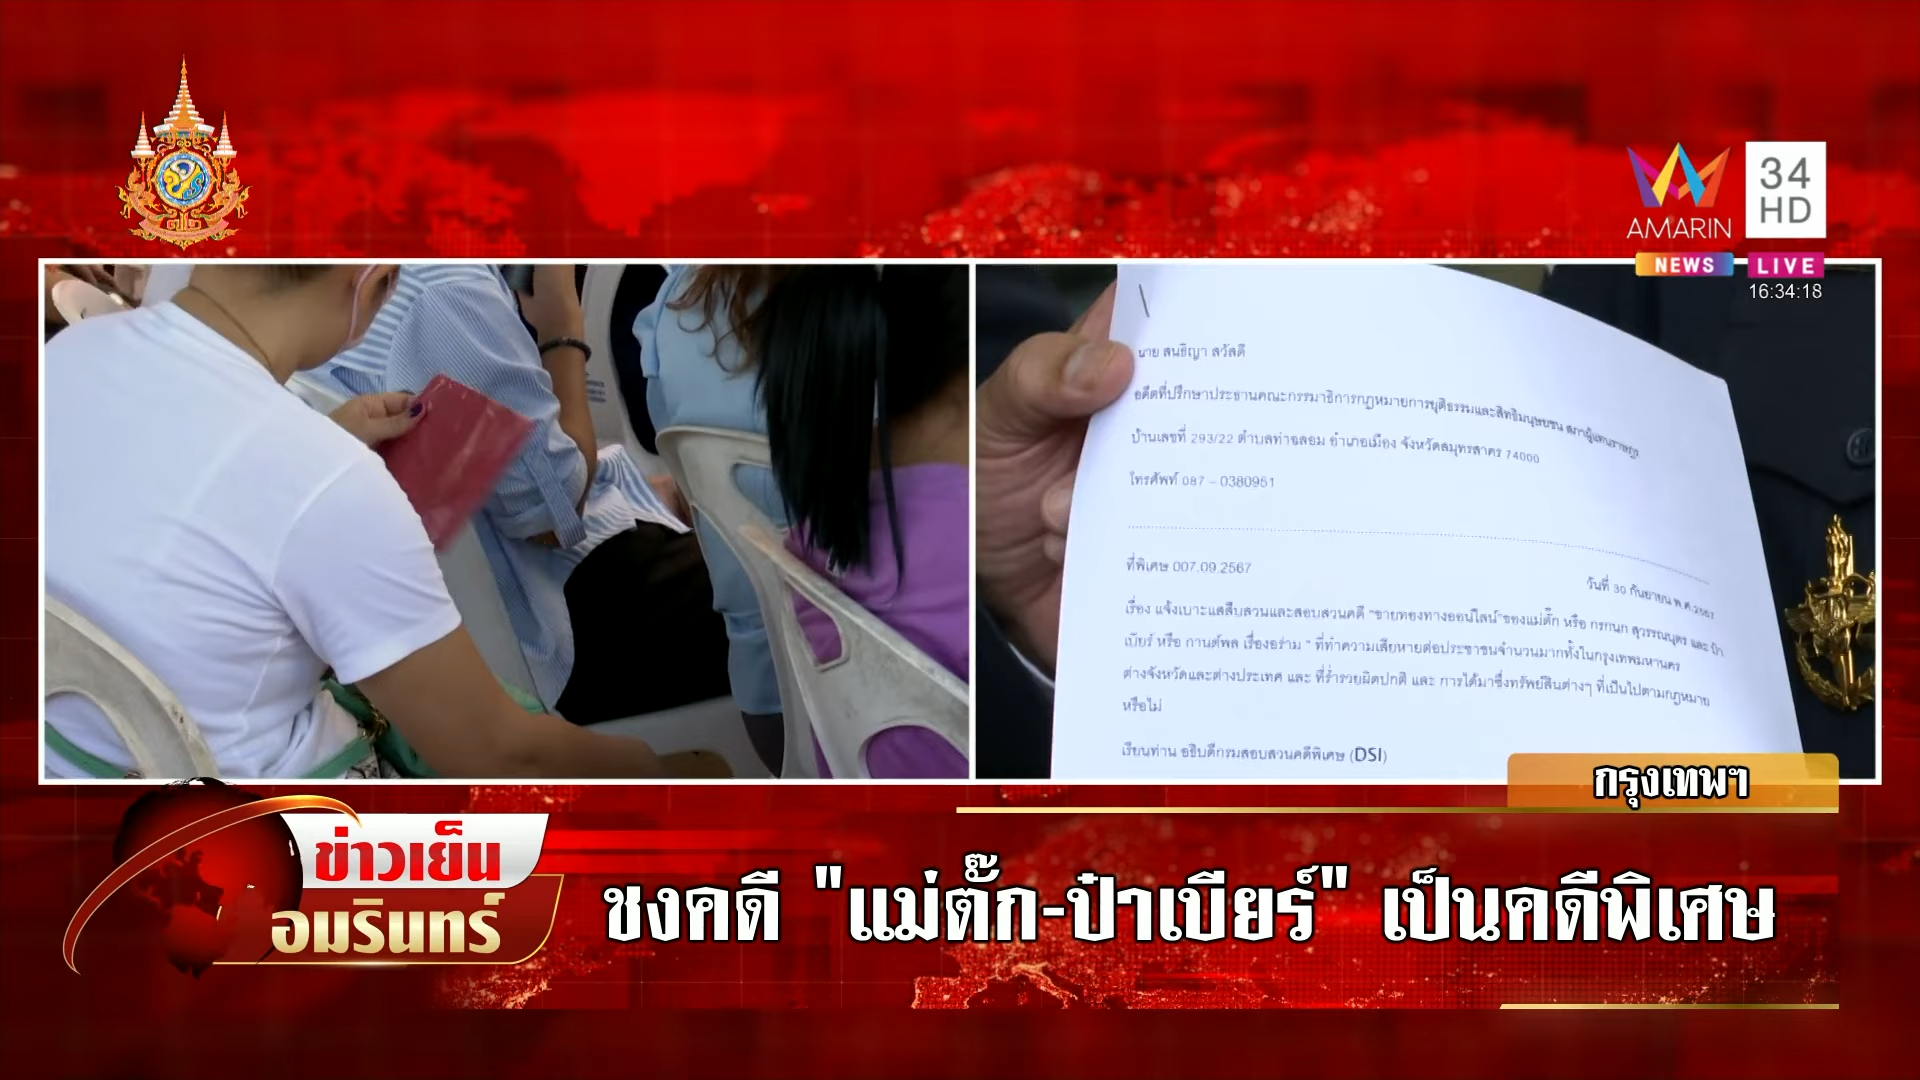 AMARIN
34
HD
NEWS
LIVE
16:34:18
นาย สนธิญา สวัสดี
อดีตที่ปรึกษาประธานคณะกรรมาธิการกฎหมายการยุติธรรมและสิทธิมนุษยชน สภาผู้แทนราษฎร
บ้านเลขที่ 293/22 ตำบลท่าฉลอม อำเภอเมือง จังหวัดสมุทรสาคร 74000
โทรศัพท์ 087 – 0380951
ที่พิเศษ 007.09.2567
วันที่ 30 กันยายน พ.ศ.2567
เรื่อง แจ้งเบาะแสสืบสวนและสอบสวนคดี "ขายทองทางออนไลน์"ของแม่ตั๊ก หรือ กรกนก สุวรรณบุตร และ ป๋า
เบียร์ หรือ กานต์พล เรืองอร่าม " ที่ทำความเสียหายต่อประชาชนจำนวนมากทั้งในกรุงเทพมหานคร
ต่างจังหวัดและต่างประเทศ และ ที่ร่ำรวยผิดปกติ และ การได้มาซึ่งทรัพย์สินต่างๆ ที่เป็นไปตามกฎหมาย
หรือไม่
เรียนท่าน อธิบดีกรมสอบสวนคดีพิเศษ (DSI)
กรุงเทพฯ
ข่าวเย็น
อมรินทร์
ชงคดี "แม่ตั๊ก-ป๋าเบียร์" เป็นคดีพิเศษ